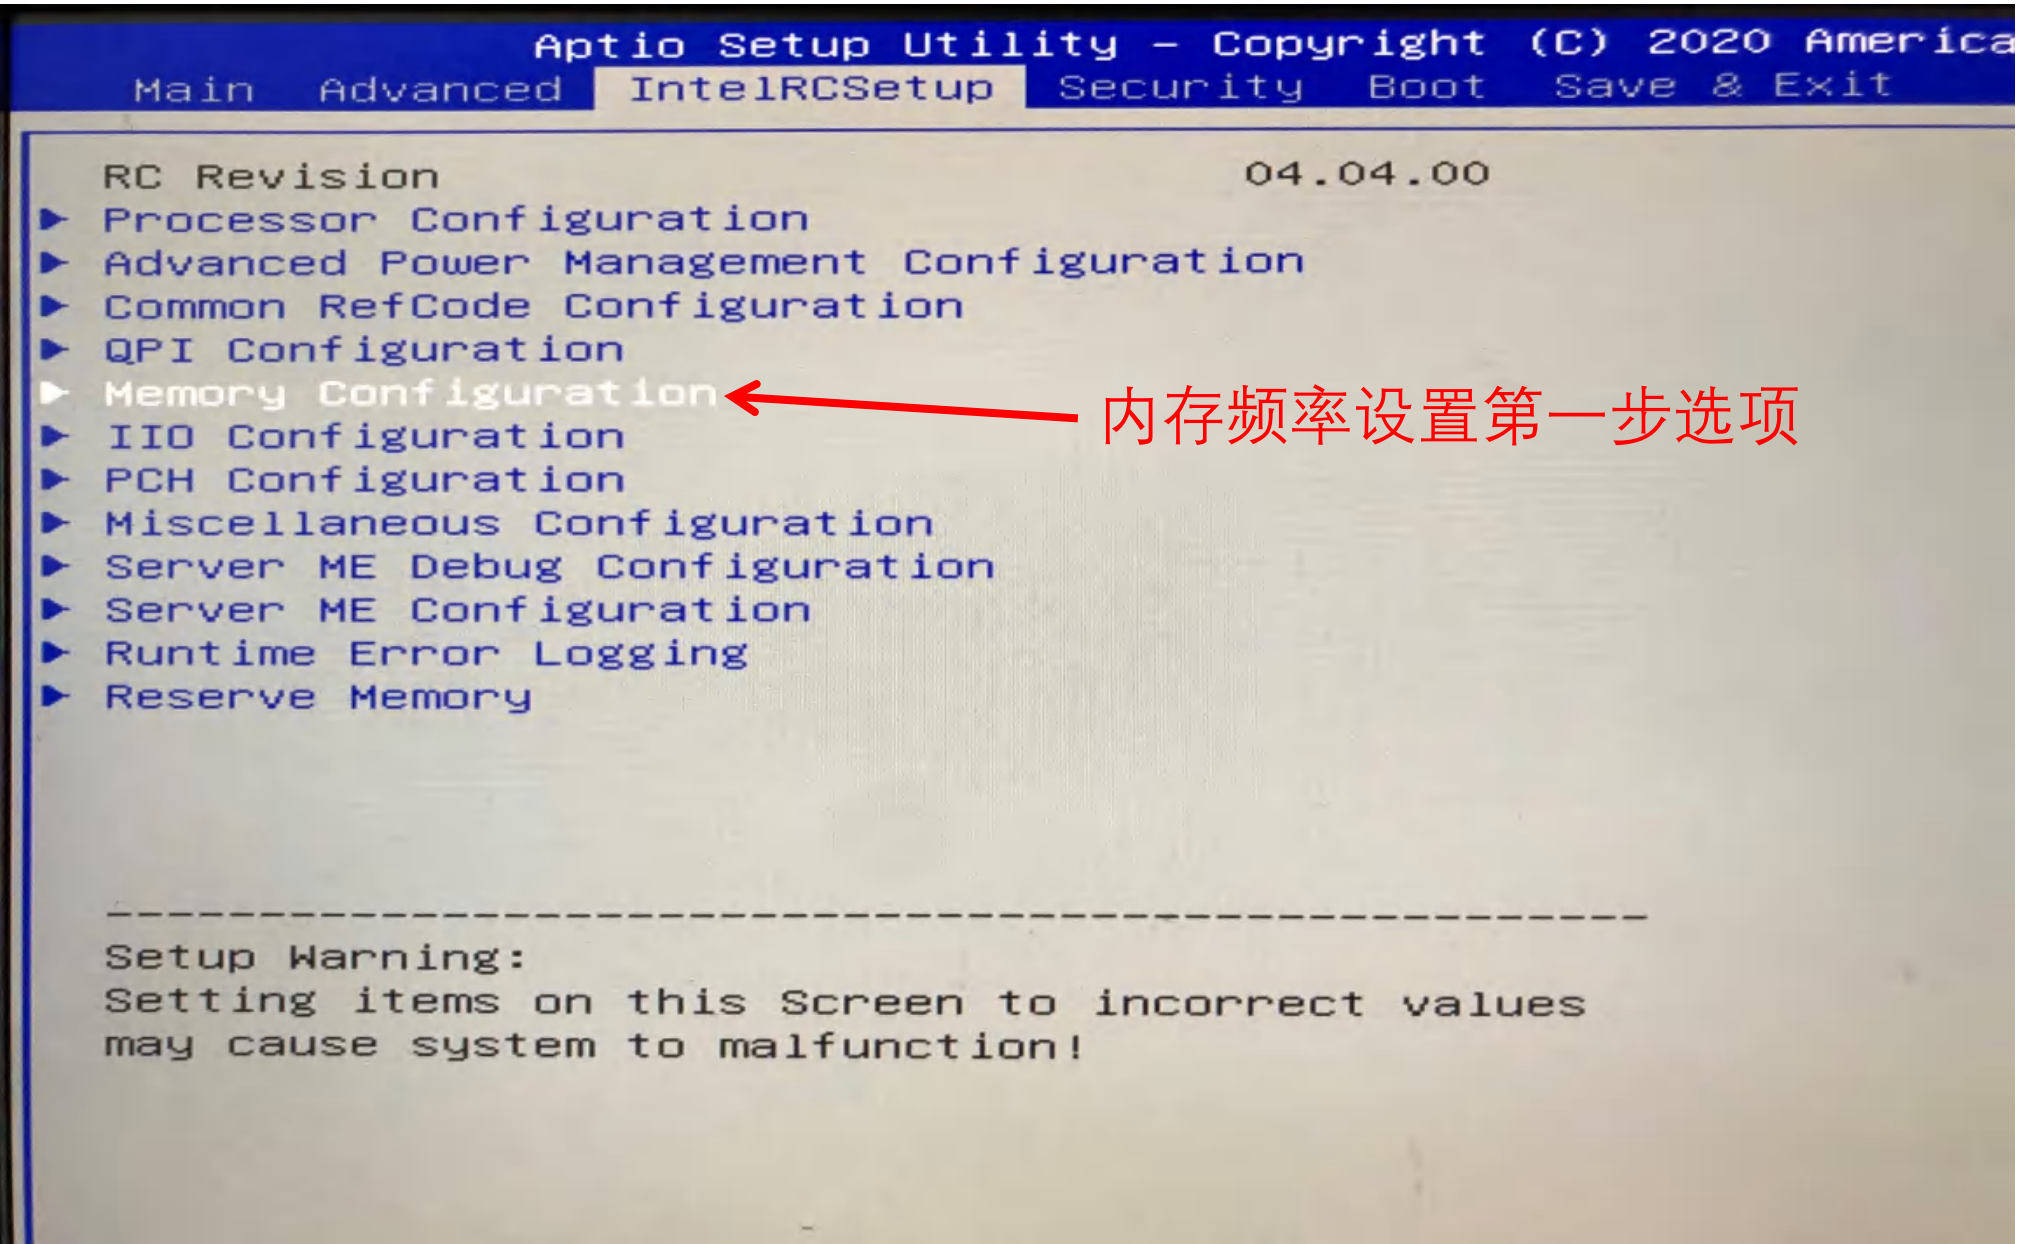 Aptio Setup Utility – Copyright (C) 2020 America
Main Advanced IntelRCSetup Security Boot Save & Exit
RC Revision 04.04.00
▶ Processor Configuration
▶ Advanced Power Management Configuration
▶ Common RefCode Configuration
▶ QPI Configuration
▶ Memory Configuration 内存频率设置第一步选项
▶ IIO Configuration
▶ PCH Configuration
▶ Miscellaneous Configuration
▶ Server ME Debug Configuration
▶ Server ME Configuration
▶ Runtime Error Logging
▶ Reserve Memory
--------------------------------------------------
Setup Warning:
Setting items on this Screen to incorrect values
may cause system to malfunction!